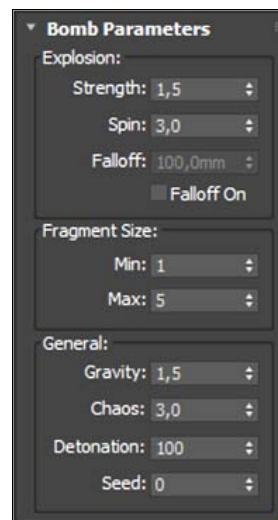 Bomb Parameters
Explosion:
Strength: 1,5
Spin: 3,0
Falloff: 100,0mm
Falloff On
Fragment Size:
Min: 1
Max: 5
General:
Gravity: 1,5
Chaos: 3,0
Detonation: 100
Seed: 0